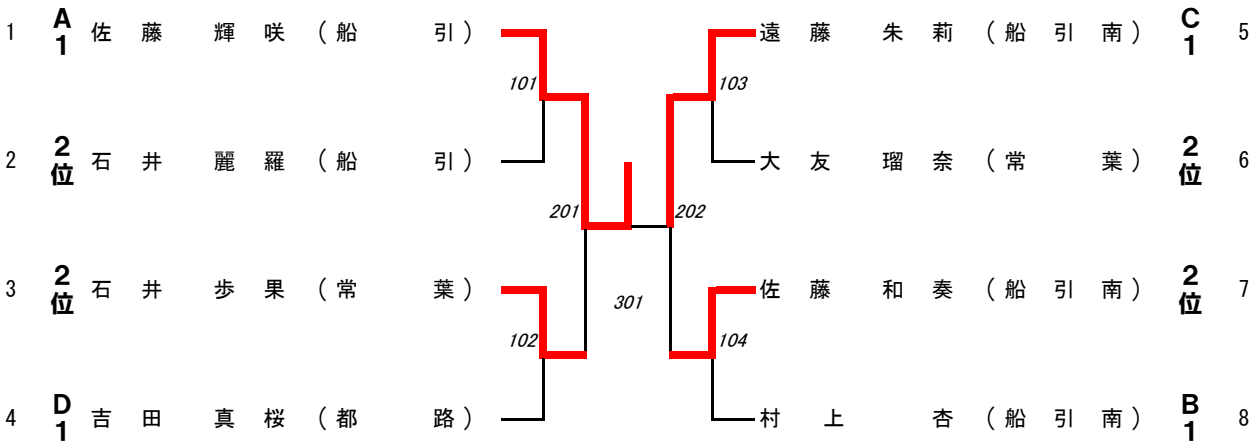 1 A1 佐藤 輝咲(船 引) 遠藤 朱莉(船引南) C1 5
101 103
2 2位 石井 麗羅(船 引) 大友 瑠奈(常 葉) 2位 6
201 202
3 2位 石井 歩果(常 葉) 佐藤 和奏(船引南) 2位 7
301
102 104
4 D1 吉田 真桜(都 路) 村上 杏(船引南) B1 8